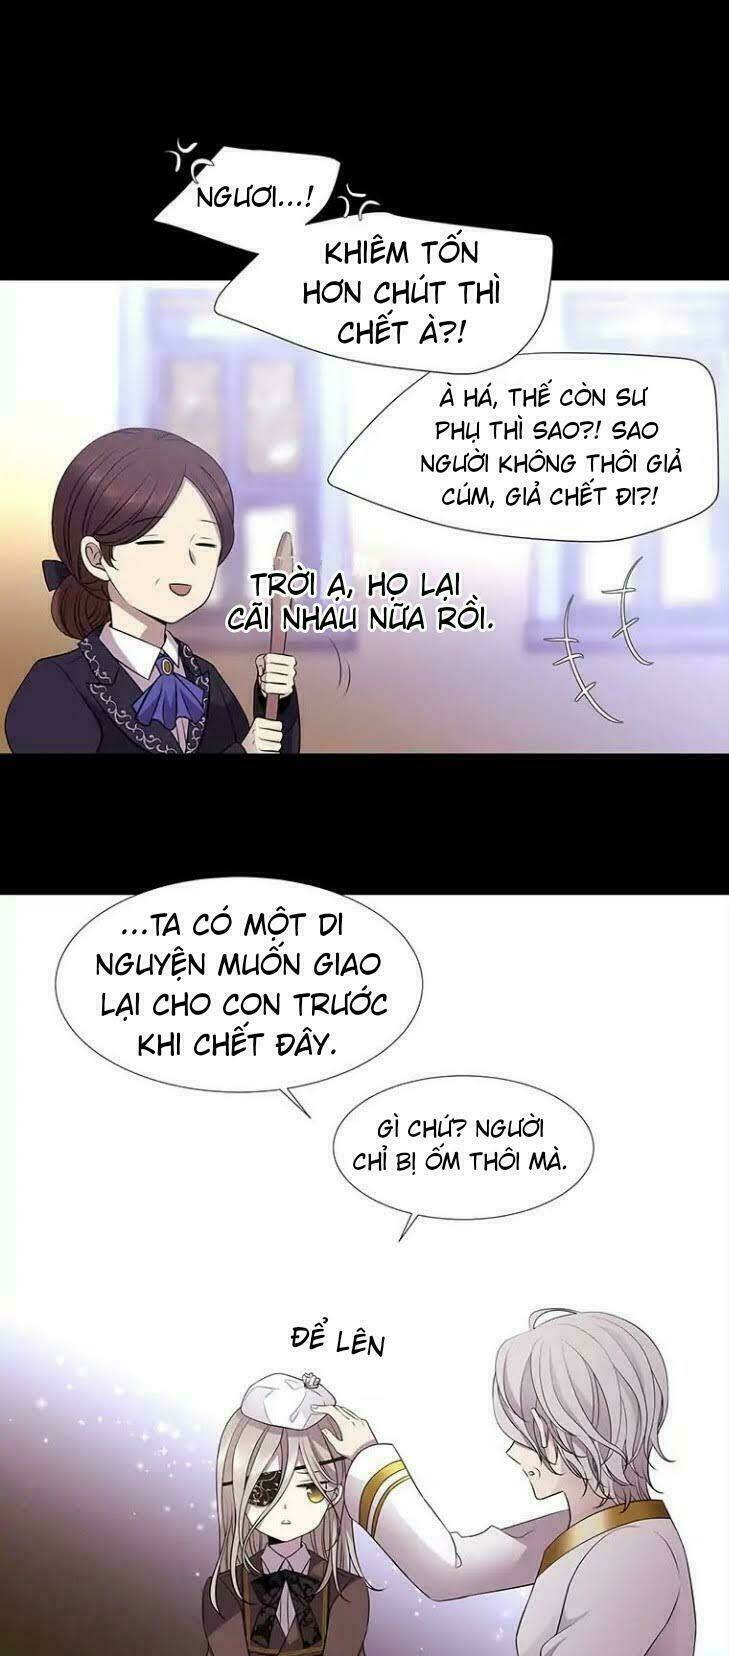 NGƯƠI...!
KHIÊM TỐN
HƠN CHÚT THÌ
CHẾT À?!
À HÁ, THẾ CÒN SƯ
PHỤ THÌ SAO?! SAO
NGƯỜI KHÔNG THÔI GIẢ
CÚM, GIẢ CHẾT ĐI?!
TRỜI Ạ, HỌ LẠI
CÃI NHAU NỮA RỒI.
...TA CÓ MỘT DI
NGUYỆN MUỐN GIAO
LẠI CHO CON TRƯỚC
KHI CHẾT ĐÂY.
GÌ CHỨ? NGƯỜI
CHỈ BỊ ỐM THÔI MÀ.
ĐỂ LÊN